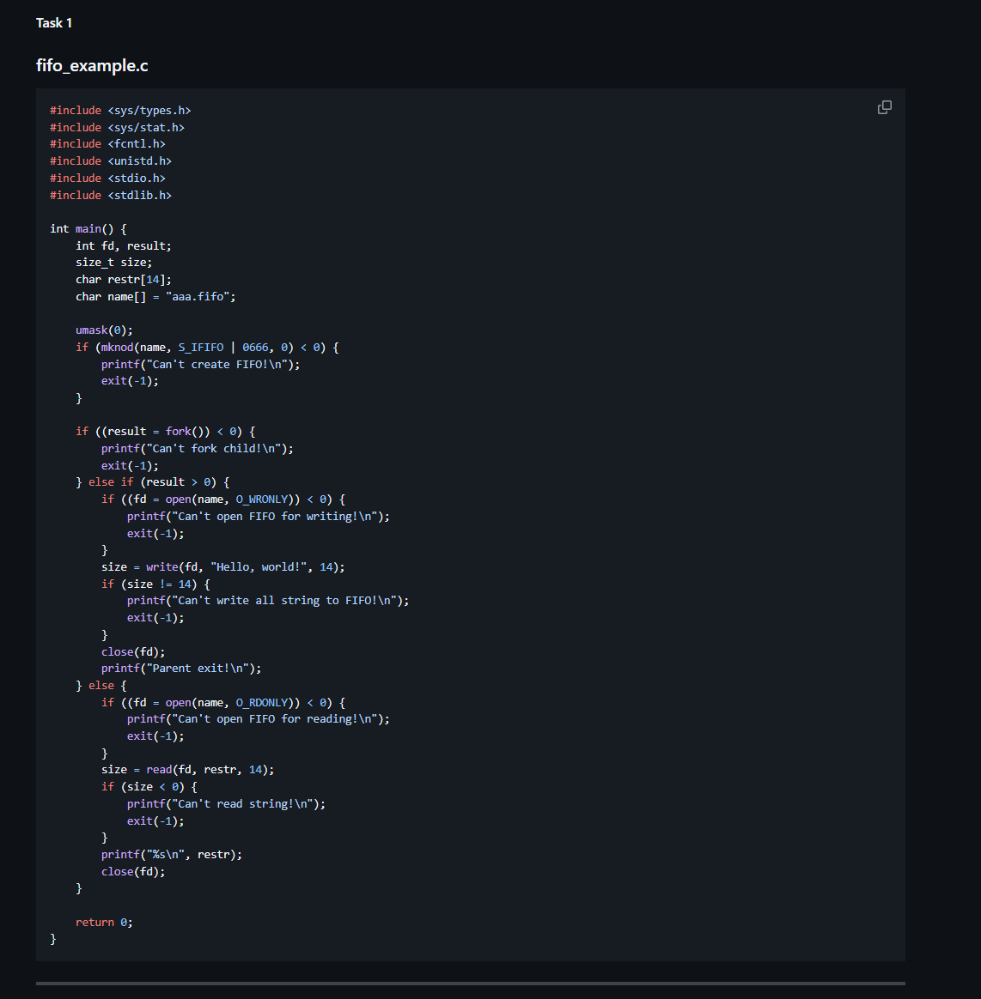 Task 1
fifo_example.c
#include <sys/types.h>
#include <sys/stat.h>
#include <fcntl.h>
#include <unistd.h>
#include <stdio.h>
#include <stdlib.h>

int main() {
    int fd, result;
    size_t size;
    char restr[14];
    char name[] = "aaa.fifo";

    umask(0);
    if (mknod(name, S_IFIFO | 0666, 0) < 0) {
        printf("Can't create FIFO!\n");
        exit(-1);
    }

    if ((result = fork()) < 0) {
        printf("Can't fork child!\n");
        exit(-1);
    } else if (result > 0) {
        if ((fd = open(name, O_WRONLY)) < 0) {
            printf("Can't open FIFO for writing!\n");
            exit(-1);
        }
        size = write(fd, "Hello, world!", 14);
        if (size != 14) {
            printf("Can't write all string to FIFO!\n");
            exit(-1);
        }
        close(fd);
        printf("Parent exit!\n");
    } else {
        if ((fd = open(name, O_RDONLY)) < 0) {
            printf("Can't open FIFO for reading!\n");
            exit(-1);
        }
        size = read(fd, restr, 14);
        if (size < 0) {
            printf("Can't read string!\n");
            exit(-1);
        }
        printf("%s\n", restr);
        close(fd);
    }

    return 0;
}